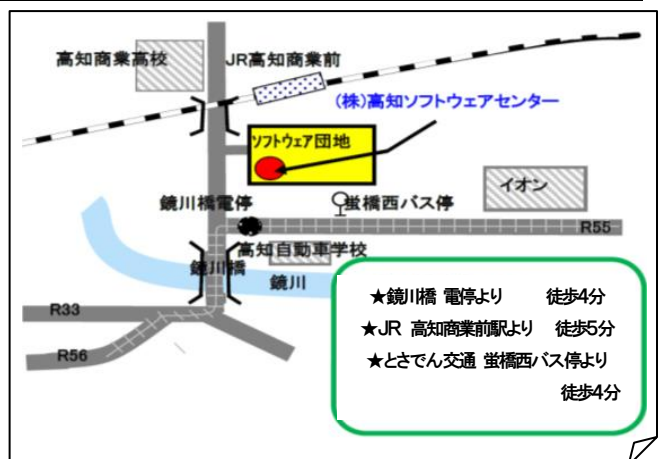 高知商業高校
JR高知商業前
(株)高知ソフトウェアセンター
ソフトウェア団地
イオン
鏡川橋電停
蛍橋西バス停
R55
高知自動車学校
鏡川橋
鏡川
R33
R56
★鏡川橋 電停より 徒歩4分
★JR 高知商業前駅より 徒歩5分
★とさでん交通 蛍橋西バス停より
徒歩4分